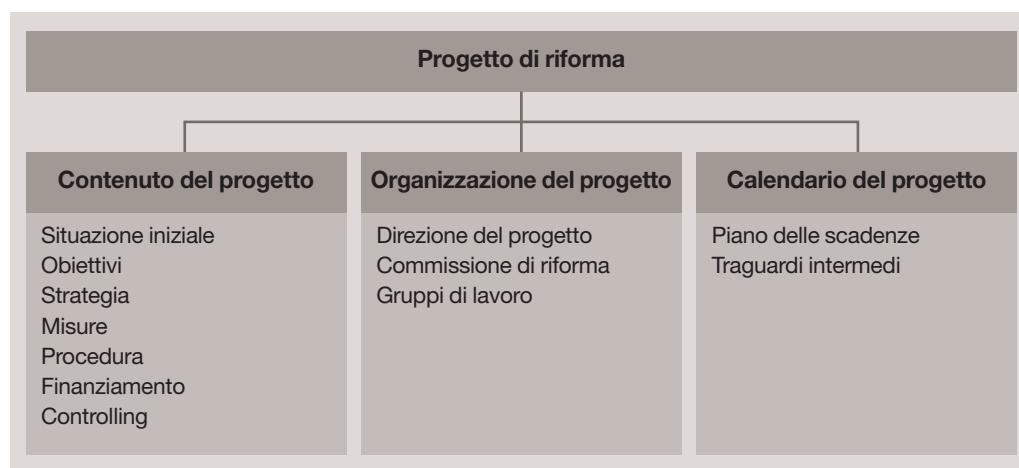 Progetto di riforma
Contenuto del progetto
Situazione iniziale
Obiettivi
Strategia
Misure
Procedura
Finanziamento
Controlling
Organizzazione del progetto
Direzione del progetto
Commissione di riforma
Gruppi di lavoro
Calendario del progetto
Piano delle scadenze
Traguardi intermedi